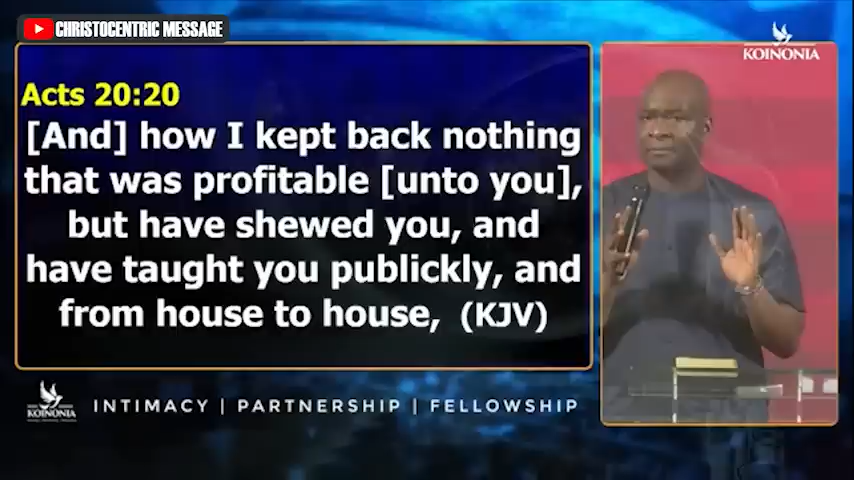 CHRISTOCENTRIC MESSAGE
KOINONIA
Acts 20:20
[And] how I kept back nothing
that was profitable [unto you],
but have shewed you, and
have taught you publickly, and
from house to house, (KJV)
KOINONIA
INTIMACY | PARTNERSHIP | FELLOWSHIP